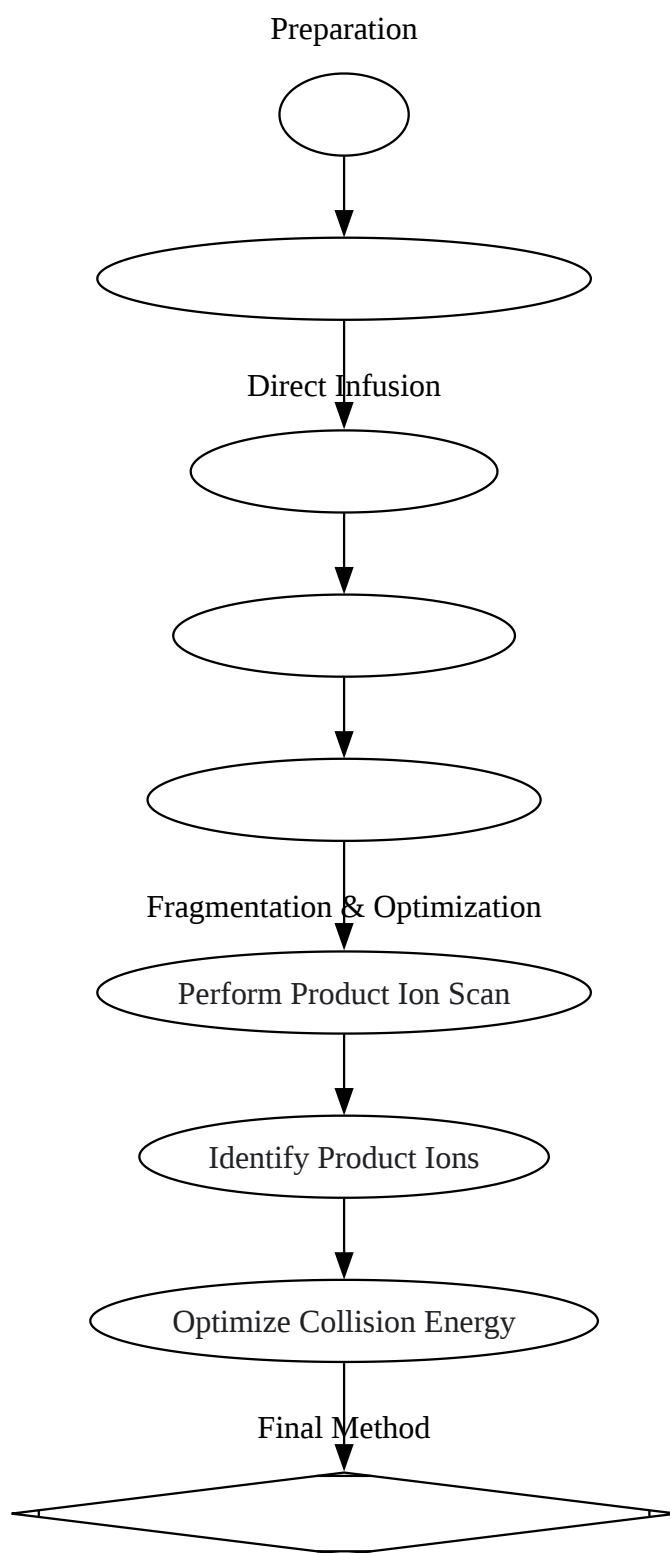 Preparation
Direct Infusion
Fragmentation & Optimization
Perform Product Ion Scan
Identify Product Ions
Optimize Collision Energy
Final Method